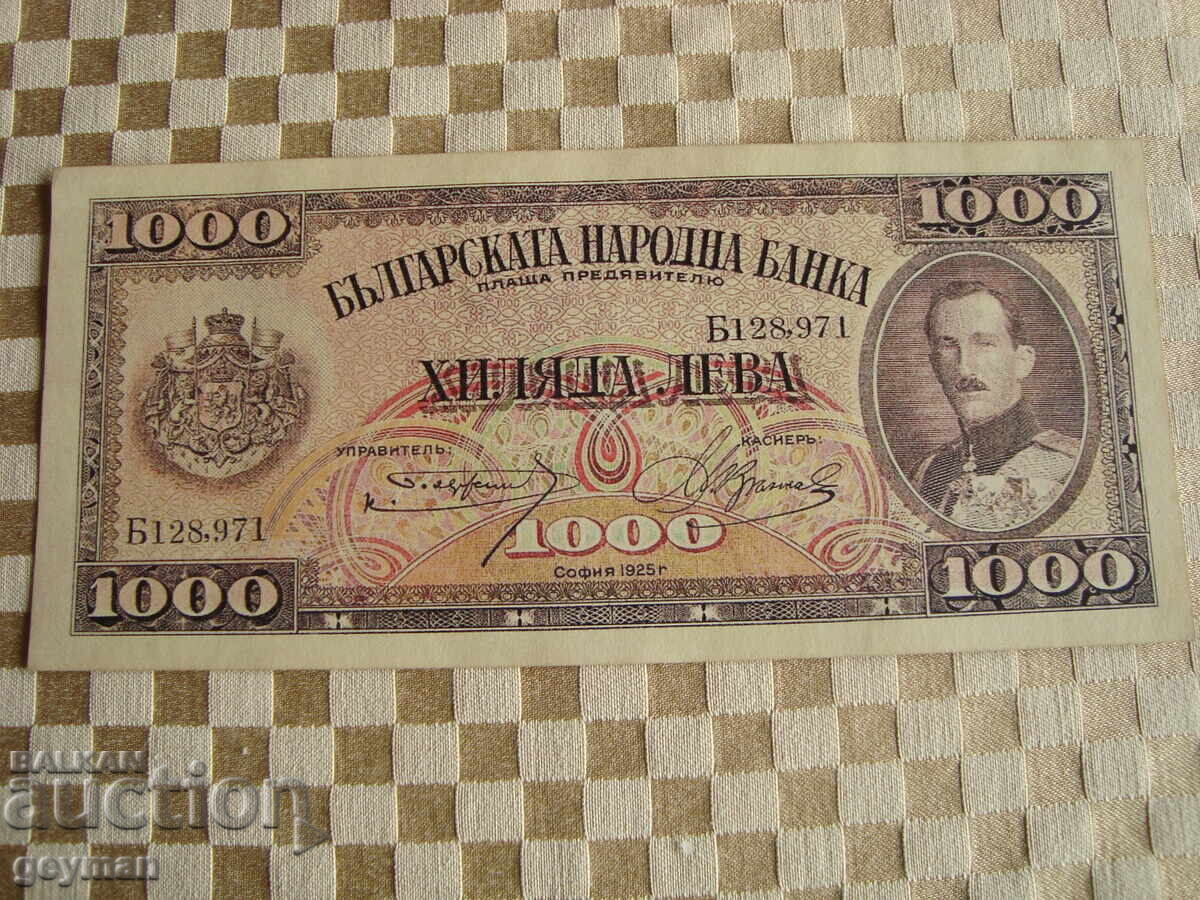 1000 1000
БЪЛГАРСКАТА НАРОДНА БАНКА
ПЛАЩА ПРЕДЯВИТЕЛЮ
Б128,971
ХИЛЯДА ЛЕВА
УПРАВИТЕЛЬ: КАСИЕРЪ:
Б128,971
1000
София 1925 г
1000 1000
BALKAN
auction
geyman